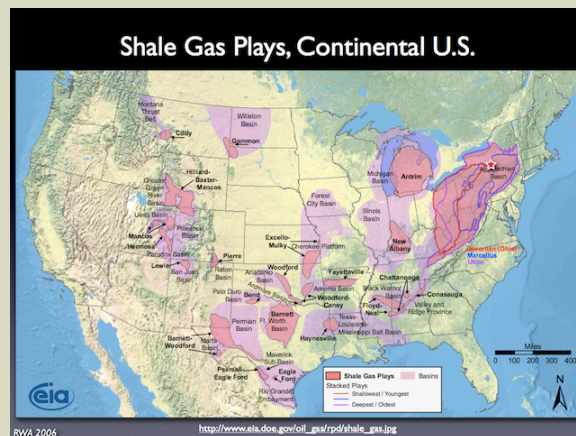 Shale Gas Plays, Continental U.S.
Montana
Thrust
Belt
Cody
Williston
Basin
Gammon
Hilliard-
Baxter-
Mancos
Greater
Green
River
Basin
Uinta Basin
Piceance
Basin
Mancos
Hermosa
Paradox Basin
Lewis
San Juan
Basin
Pierre
Raton
Basin
Anadarko
Basin
Palo Duro
Basin
Bend
Ardmore Basin
Permian
Basin
Ft. Worth
Basin
Barnett
Barnett-
Woodford
Marfa
Basin
Pearsall-
Eagle Ford
Maverick
Sub-Basin
Eagle
Ford
Rio Grande
Embayment
Forest
City Basin
Excello-
Mulky
Cherokee Platform
Woodford
Fayetteville
Arkoma Basin
Woodford-
Caney
Haynesville
Texas-
Louisiana-
Mississippi Salt Basin
Michigan
Basin
Antrim
Illinois
Basin
New
Albany
Chattanooga
Black Warrior
Basin
Floyd-
Neal
Conasauga
Valley and
Ridge Province
Appalachian
Basin
Devonian (Ohio)
Marcellus
Utica
Miles
0 100 200 400
N
Shale Gas Plays
Basins
Stacked Plays
Shallowest / Youngest
Deepest / Oldest
eia
RWA 2006
http://www.eia.doe.gov/oil_gas/rpd/shale_gas.jpg